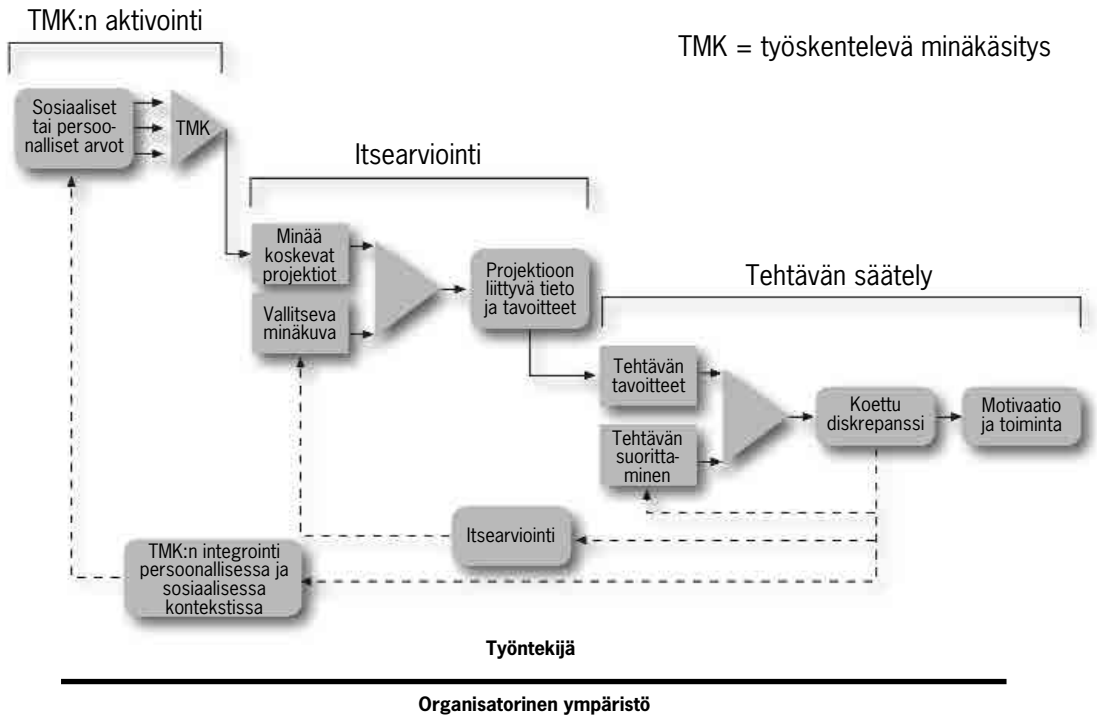 TMK:n aktivointi
TMK = työskentelevä minäkäsitys
Sosiaaliset
tai persoo-
nalliset arvot
TMK
Itsearviointi
Minää
koskevat
projektiot
Vallitseva
minäkuva
Projektioon
liittyvä tieto
ja tavoitteet
Tehtävän säätely
Tehtävän
tavoitteet
Tehtävän
suoritta-
minen
Koettu
diskrepanssi
Motivaatio
ja toiminta
Itsearviointi
TMK:n integrointi
persoonallisessa ja
sosiaalisessa
kontekstissa
Työntekijä
Organisatorinen ympäristö